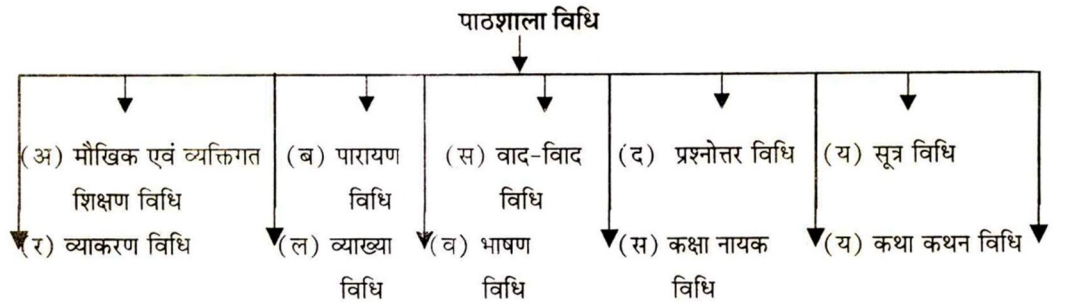 पाठशाला विधि
(अ) मौखिक एवं व्यक्तिगत (ब) पारायण (स) वाद-विाद (द) प्रश्नोत्तर विधि (य) सूत्र विधि
शिक्षण विधि विधि विधि
(र) व्याकरण विधि (ल) व्याख्या (व) भाषण (स) कक्षा नायक (य) कथा कथन विधि
विधि विधि विधि